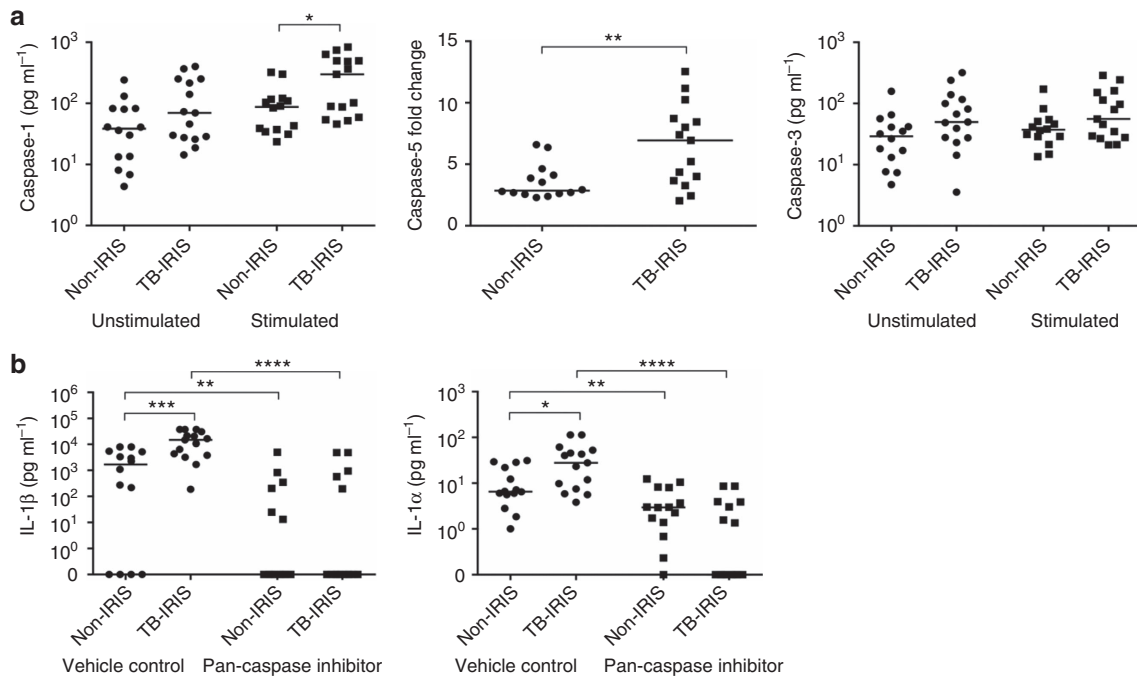 a
Caspase-1 (pg ml⁻¹)
10³
10²
10¹
10⁰
*
Non-IRIS
TB-IRIS
Non-IRIS
TB-IRIS
Unstimulated
Stimulated
Caspase-5 fold change
15
10
5
0
**
Non-IRIS
TB-IRIS
Caspase-3 (pg ml⁻¹)
10³
10²
10¹
10⁰
Non-IRIS
TB-IRIS
Non-IRIS
TB-IRIS
Unstimulated
Stimulated
b
IL-1β (pg ml⁻¹)
10⁶
10⁵
10⁴
10³
10²
10¹
10⁰
0
****
**
***
Non-IRIS
TB-IRIS
Non-IRIS
TB-IRIS
Vehicle control
Pan-caspase inhibitor
IL-1α (pg ml⁻¹)
10³
10²
10¹
10⁰
0
****
**
*
Non-IRIS
TB-IRIS
Non-IRIS
TB-IRIS
Vehicle control
Pan-caspase inhibitor